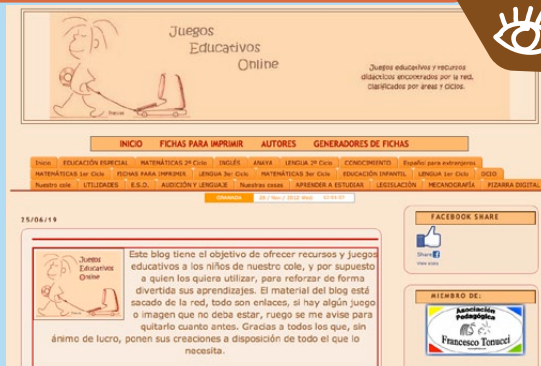 Juegos
Educativos
Online
Juegos educativos y recursos
didácticos encontrados por la red,
clasificados por áreas y ciclos.
INICIO FICHAS PARA IMPRIMIR AUTORES GENERADORES DE FICHAS
Inicio EDUCACIÓN ESPECIAL MATEMÁTICAS 2º Ciclo INGLÉS ANAYA LENGUA 2º Ciclo CONOCIMIENTO Español para extranjeros
MATEMÁTICAS 1er Ciclo FICHAS PARA IMPRIMIR LENGUA 3er Ciclo MATEMÁTICAS 3er Ciclo EDUCACIÓN INFANTIL LENGUA 1er Ciclo OCIO
Nuestro cole UTILIDADES E.S.O. AUDICIÓN Y LENGUAJE Nuestras cosas APRENDER A ESTUDIAR LEGISLACIÓN MECANOGRAFÍA PIZARRA DIGITAL
GRANADA
25/06/19
FACEBOOK SHARE
Share
Juegos
Educativos
Online
Este blog tiene el objetivo de ofrecer recursos y juegos
educativos a los niños de nuestro cole, y por supuesto
a quien los quiera utilizar, para reforzar de forma
divertida sus aprendizajes. El material del blog está
sacado de la red, todo son enlaces, si hay algún juego
o imagen que no deba estar, ruego se me avise para
quitarlo cuanto antes. Gracias a todos los que, sin
ánimo de lucro, ponen sus creaciones a disposición de todo el que lo
necesita.
MIEMBRO DE:
Asociación
Pedagógica
Francesco Tonucci